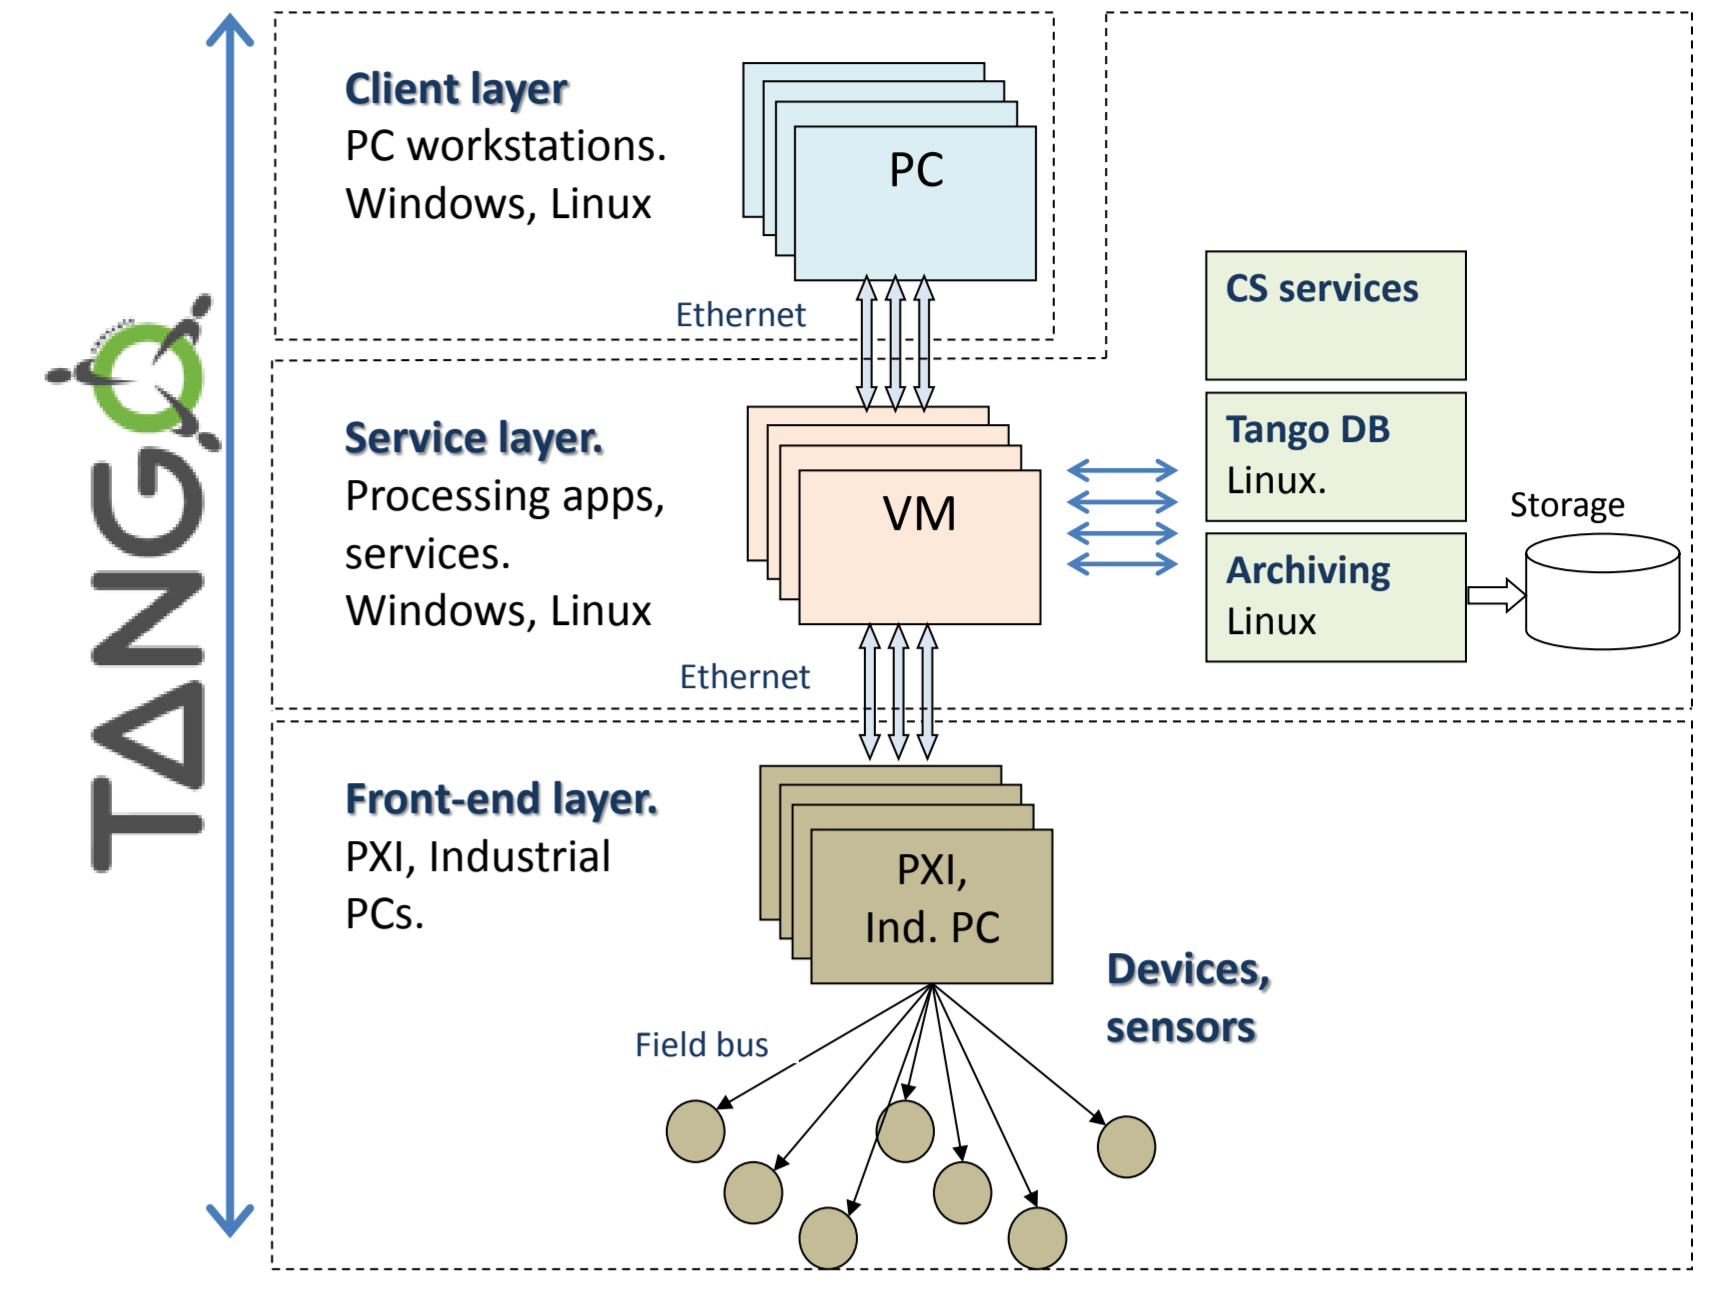 TANGO
Client layer
PC workstations.
Windows, Linux
PC
Ethernet
CS services
Service layer.
Processing apps,
services.
Windows, Linux
VM
Tango DB
Linux.
Archiving
Linux
Storage
Ethernet
Front-end layer.
PXI, Industrial
PCs.
PXI,
Ind. PC
Devices,
sensors
Field bus